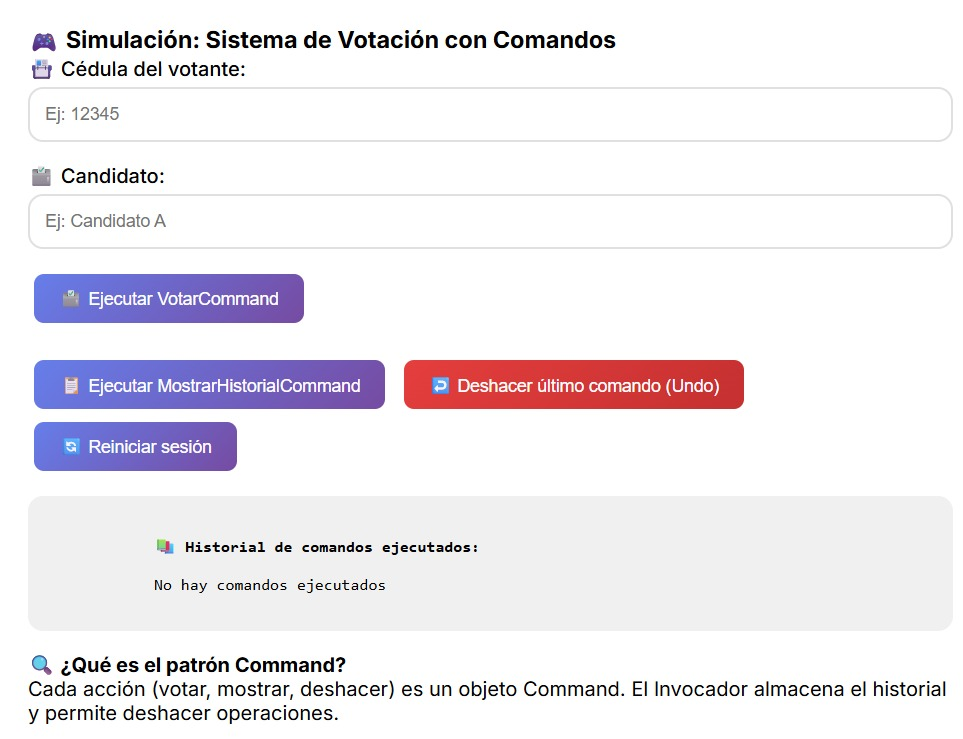 Simulación: Sistema de Votación con Comandos
Cédula del votante:
Ej: 12345
Candidato:
Ej: Candidato A
Ejecutar VotarCommand
Ejecutar MostrarHistorialCommand
Deshacer último comando (Undo)
Reiniciar sesión
Historial de comandos ejecutados:
No hay comandos ejecutados
¿Qué es el patrón Command?
Cada acción (votar, mostrar, deshacer) es un objeto Command. El Invocador almacena el historial
y permite deshacer operaciones.